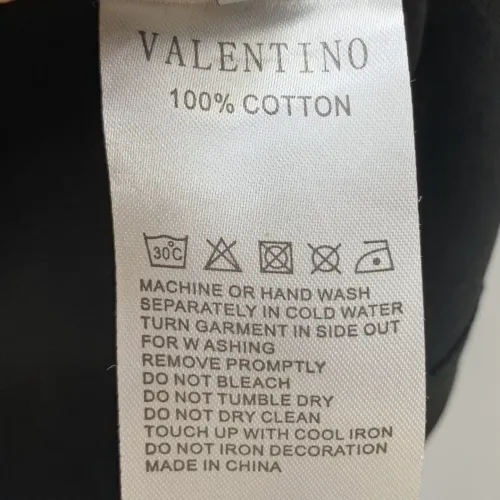 VALENTINO
100% COTTON
30C
MACHINE OR HAND WASH
SEPARATELY IN COLD WATER
TURN GARMENT IN SIDE OUT
FOR W ASHING
REMOVE PROMPTLY
DO NOT BLEACH
DO NOT TUMBLE DRY
DO NOT DRY CLEAN
TOUCH UP WITH COOL IRON
DO NOT IRON DECORATION
MADE IN CHINA